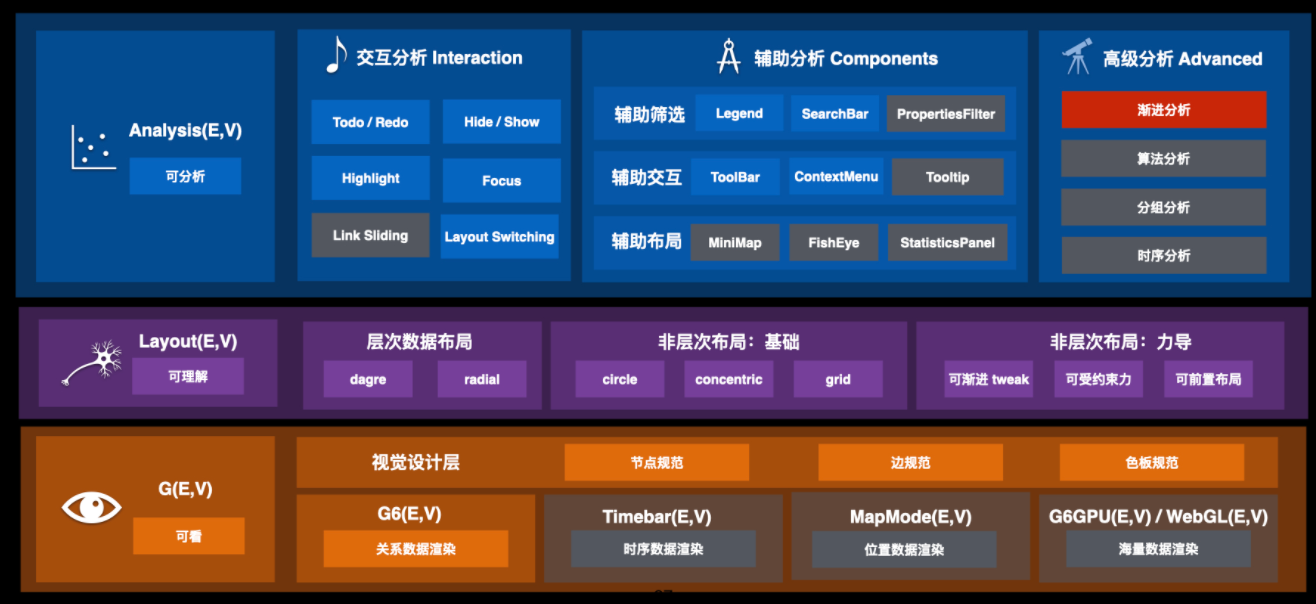 Analysis(E,V)
可分析
交互分析 Interaction
Todo / Redo
Hide / Show
Highlight
Focus
Link Sliding
Layout Switching
辅助分析 Components
辅助筛选
Legend
SearchBar
PropertiesFilter
辅助交互
ToolBar
ContextMenu
Tooltip
辅助布局
MiniMap
FishEye
StatisticsPanel
高级分析 Advanced
渐进分析
算法分析
分组分析
时序分析
Layout(E,V)
可理解
层次数据布局
dagre
radial
非层次布局：基础
circle
concentric
grid
非层次布局：力导
可渐进 tweak
可受约束力
可前置布局
G(E,V)
可看
视觉设计层
节点规范
边规范
色板规范
G6(E,V)
关系数据渲染
Timebar(E,V)
时序数据渲染
MapMode(E,V)
位置数据渲染
G6GPU(E,V) / WebGL(E,V)
海量数据渲染